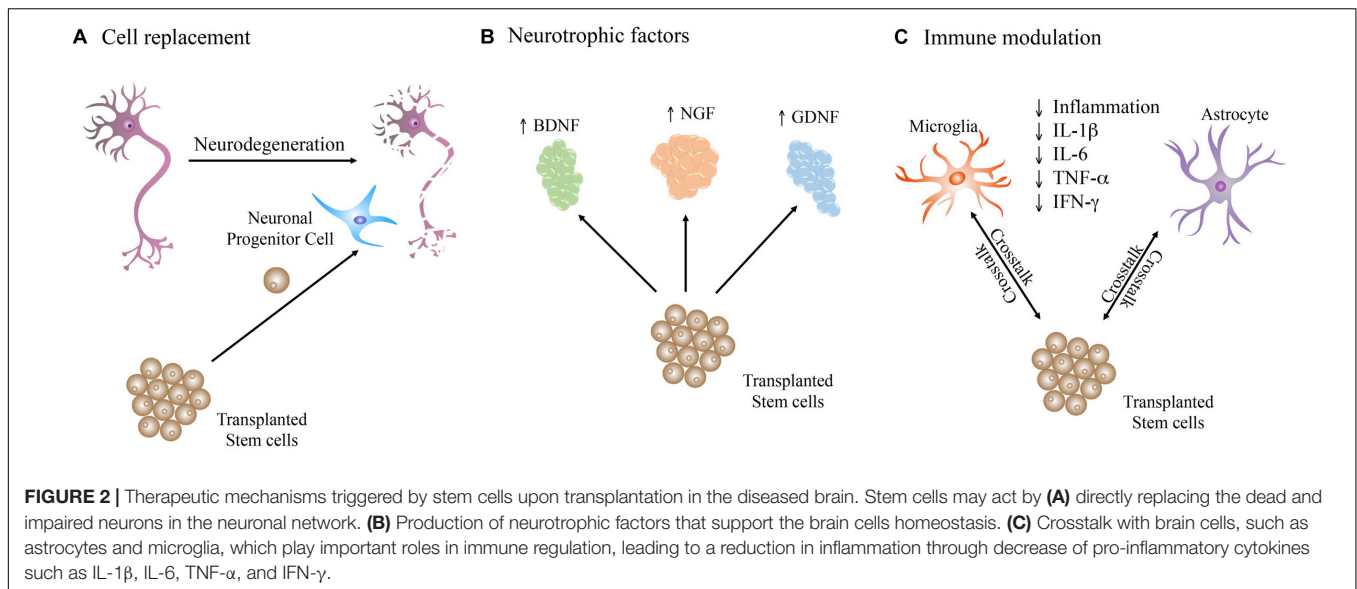 A Cell replacement
Neurodegeneration
Neuronal
Progenitor Cell
Transplanted
Stem cells
B Neurotrophic factors
↑ BDNF
↑ NGF
↑ GDNF
Transplanted
Stem cells
C Immune modulation
Microglia
↓ Inflammation
↓ IL-1β
↓ IL-6
↓ TNF-α
↓ IFN-γ
Astrocyte
Crosstalk
Crosstalk
Crosstalk
Crosstalk
Transplanted
Stem cells
FIGURE 2 | Therapeutic mechanisms triggered by stem cells upon transplantation in the diseased brain. Stem cells may act by (A) directly replacing the dead and
impaired neurons in the neuronal network. (B) Production of neurotrophic factors that support the brain cells homeostasis. (C) Crosstalk with brain cells, such as
astrocytes and microglia, which play important roles in immune regulation, leading to a reduction in inflammation through decrease of pro-inflammatory cytokines
such as IL-1β, IL-6, TNF-α, and IFN-γ.